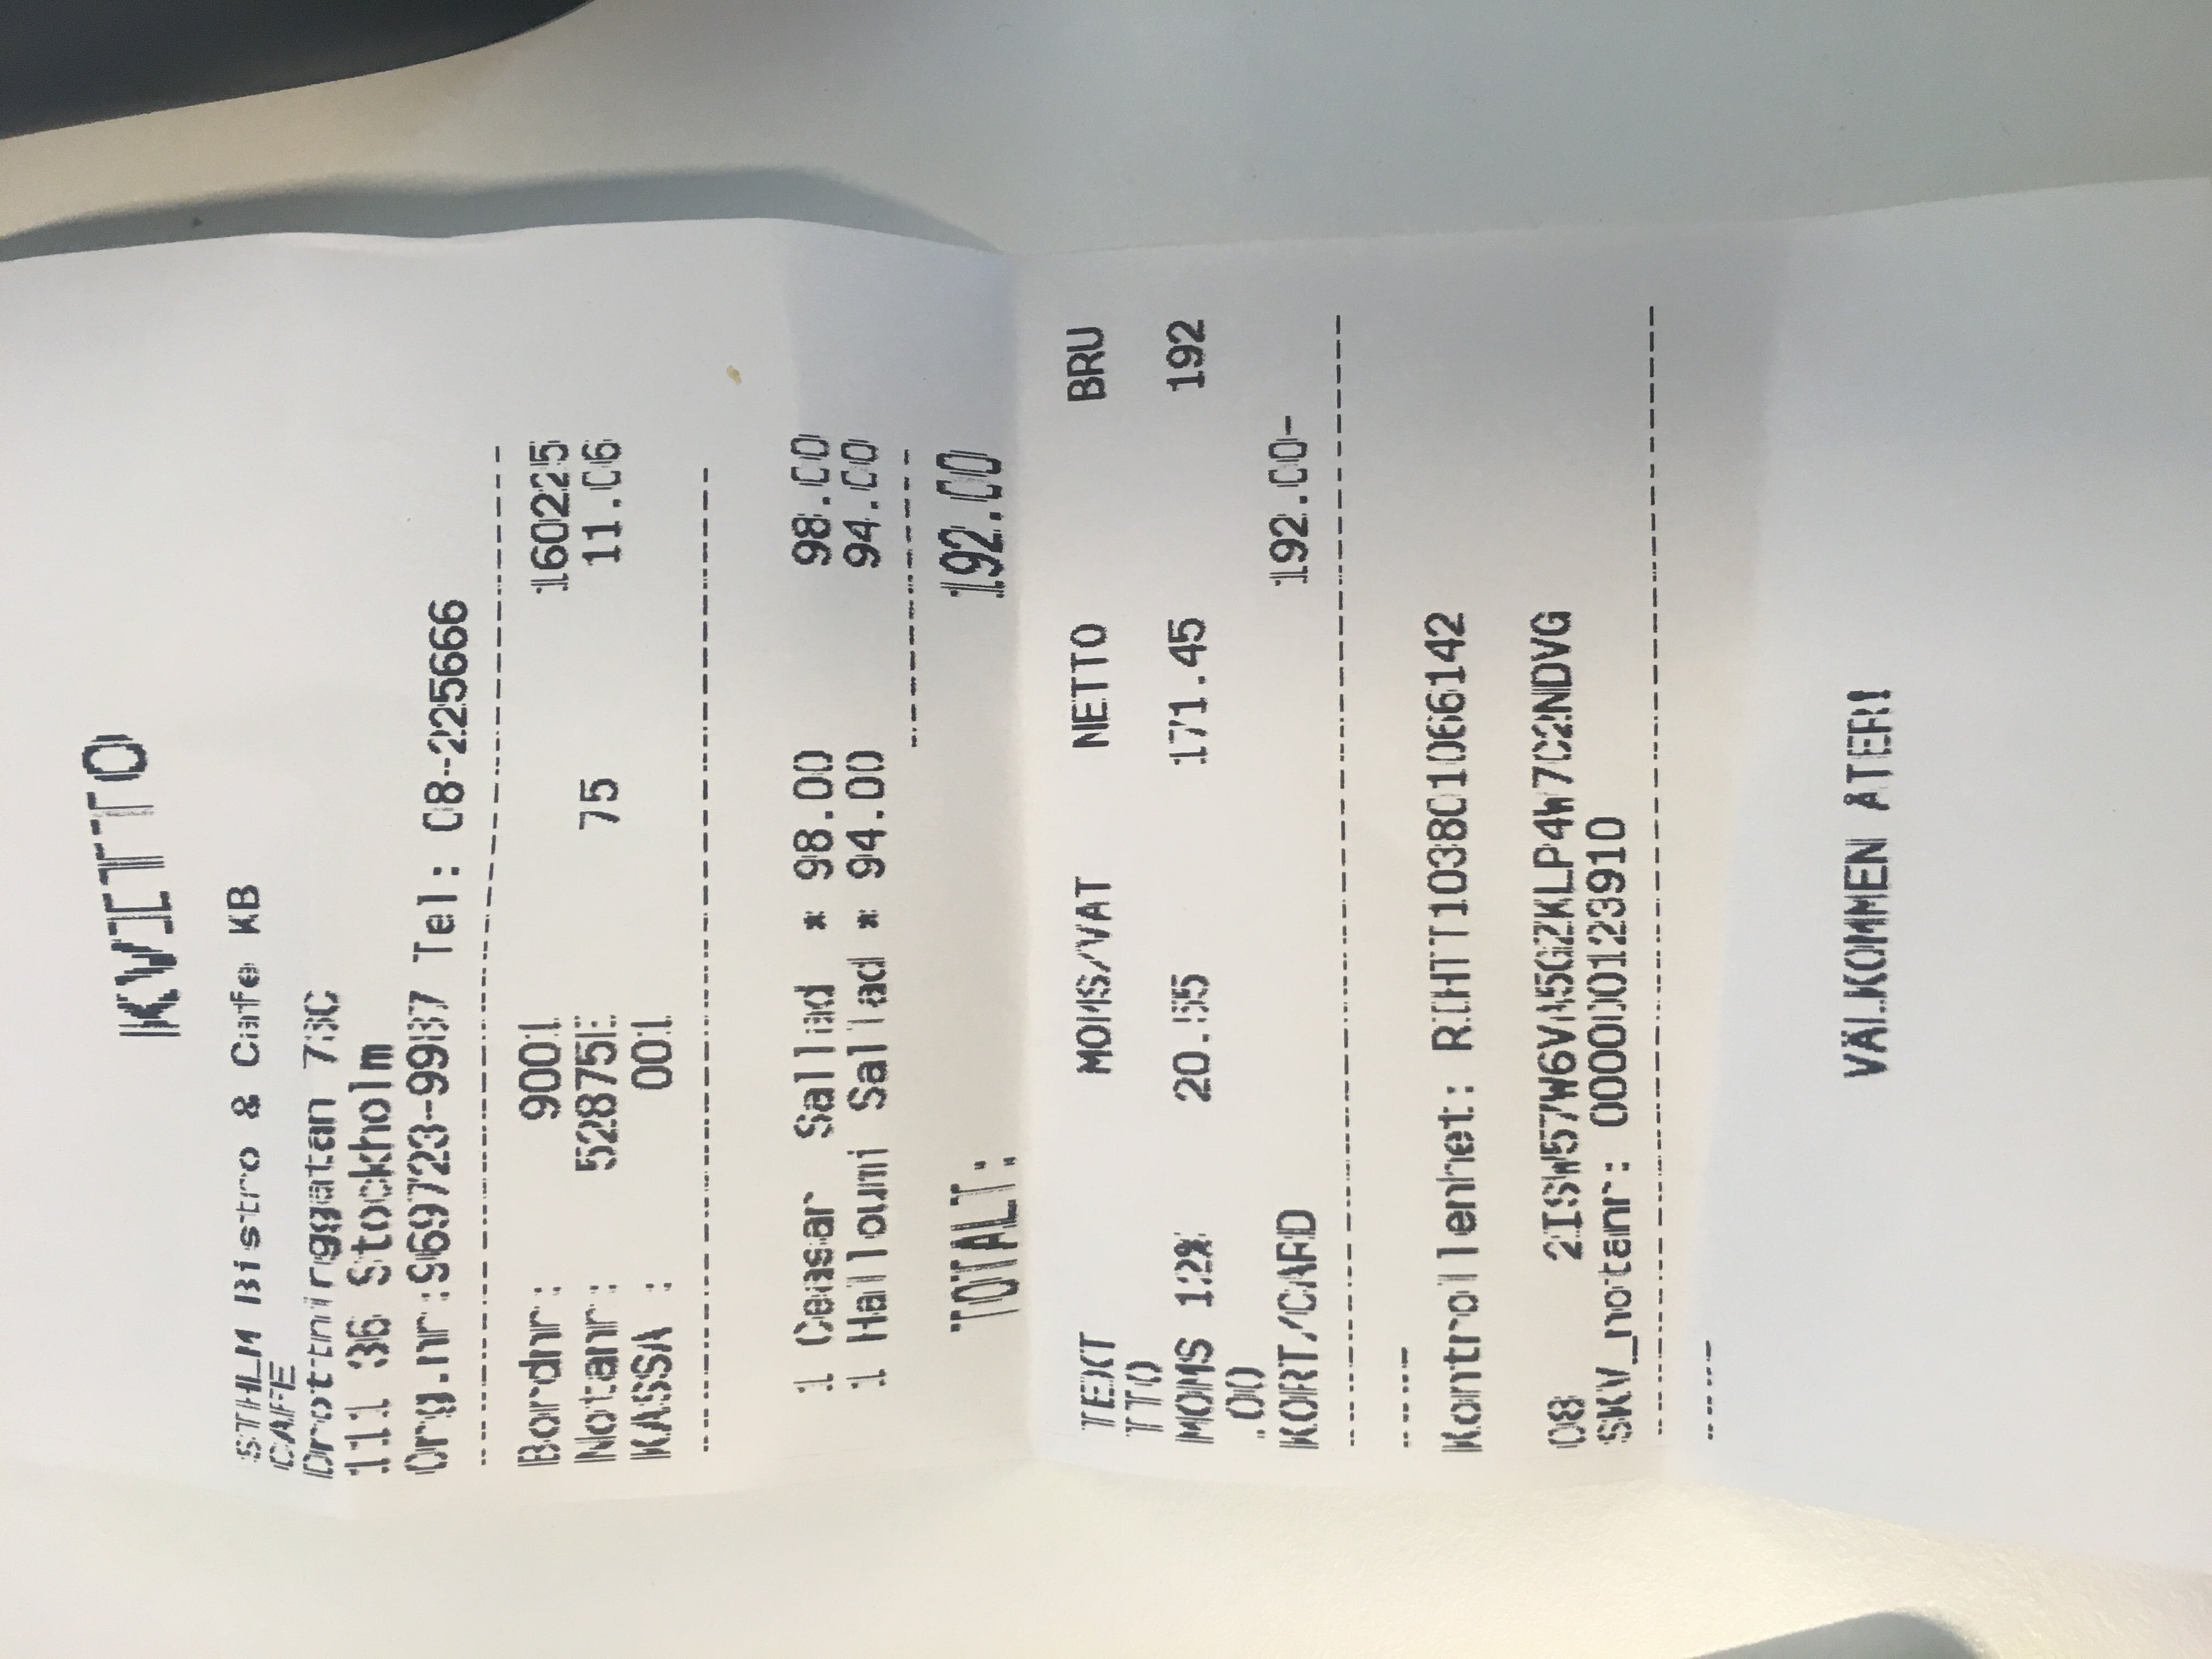 KVITTO
STHLM Bistro & Cafe KB
CAFE
Drottninggatan 73C
111 36 Stockholm
Org.nr:969723-9987 Tel: 08-225666
Bordnr: 9001 160225
Notanr: 75 11.06
KASSA : 001
1 Ceasar Sallad * 98.00 98.00
1 Halloumi Sallad * 94.00 94.00
TOTALT: 192.00
TEXT MOMS/VAT NETTO BRU
TTO
MOMS 12% 20.55 171.45 192
.00
KORT/CARD 192.00-
Kontrollenhet: RIHTT103801066142
08 2ISW57W6VA5GZKLP4W7C2NDVG
SKV_notanr: 000000123910
VÄLKOMMEN ÅTER!